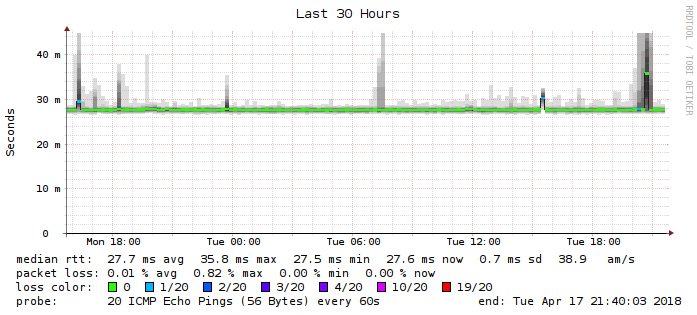 Last 30 Hours
RRDTOOL / TOBI OETIKER
Seconds
40 m
30 m
20 m
10 m
0
Mon 18:00 Tue 00:00 Tue 06:00 Tue 12:00 Tue 18:00
median rtt: 27.7 ms avg 35.8 ms max 27.5 ms min 27.6 ms now 0.7 ms sd 38.9 am/s
packet loss: 0.01 % avg 0.82 % max 0.00 % min 0.00 % now
loss color: 0 1/20 2/20 3/20 4/20 10/20 19/20
probe: 20 ICMP Echo Pings (56 Bytes) every 60s end: Tue Apr 17 21:40:03 2018